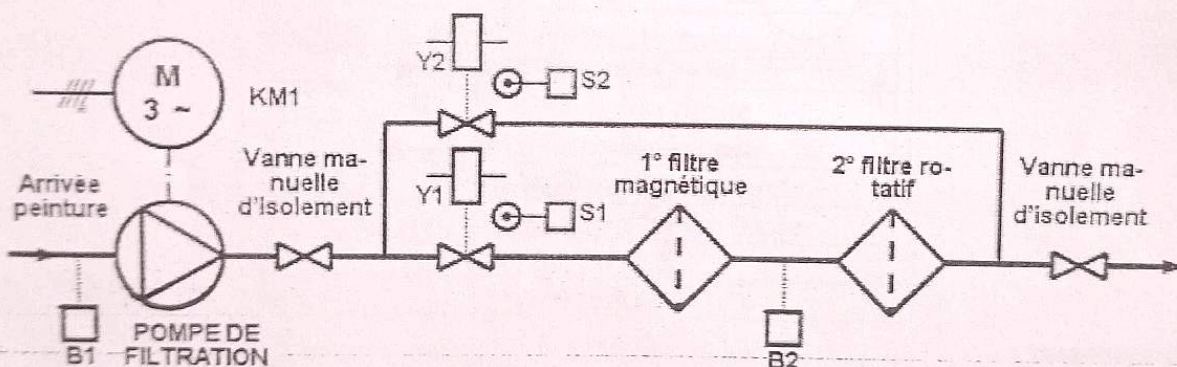 M
3 ~
KM1
Y2
S2
Arrivée
peinture
Vanne ma-
nuelle
d'isolement
Y1
S1
1° filtre
magnétique
2° filtre ro-
tatif
Vanne ma-
nuelle
d'isolement
B1
POMPE DE
FILTRATION
B2